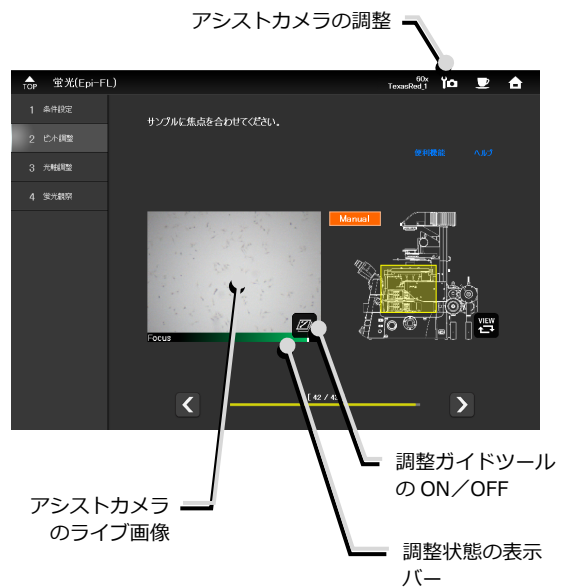 アシストカメラの調整
TOP
蛍光(Epi-FL)
60x
TexasRed_1
1 条件設定
2 ピント調整
3 光軸調整
4 蛍光観察
サンプルに焦点を合わせてください。
便利機能 ヘルプ
Manual
VIEW
Focus
[ 42 / 43
アシストカメラ
のライブ画像
調整ガイドツール
の ON／OFF
調整状態の表示
バー